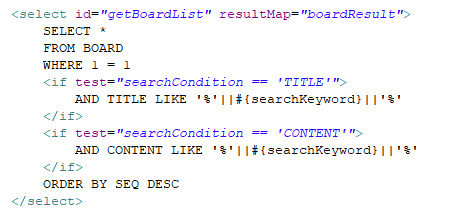 <select id="getBoardList" resultMap="boardResult">
    SELECT *
    FROM BOARD
    WHERE 1 = 1
    <if test="searchCondition == 'TITLE'">
        AND TITLE LIKE '%'||#{searchKeyword}||'%'
    </if>
    <if test="searchCondition == 'CONTENT'">
        AND CONTENT LIKE '%'||#{searchKeyword}||'%'
    </if>
    ORDER BY SEQ DESC
</select>